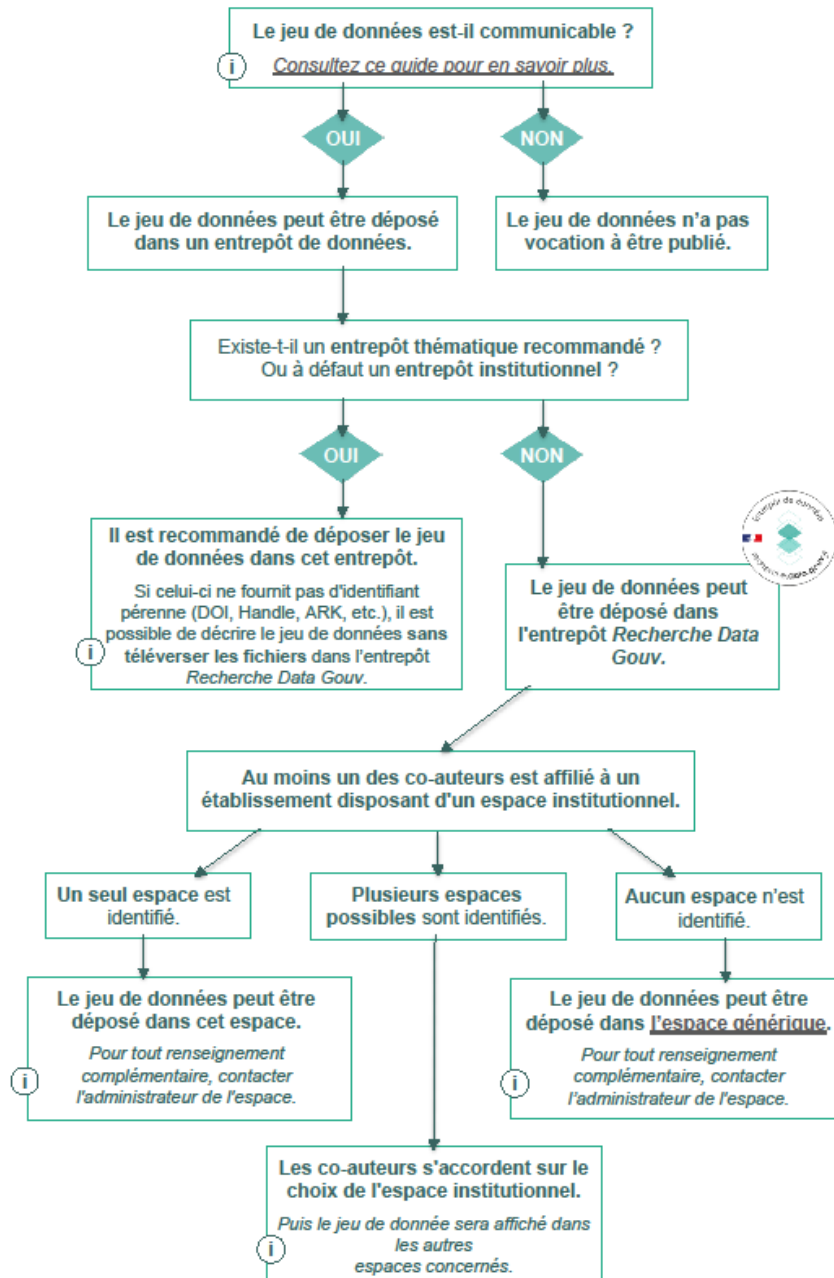 Le jeu de données est-il communicable ?
i
Consultez ce guide pour en savoir plus.
OUI
NON
Le jeu de données peut être déposé
dans un entrepôt de données.
Le jeu de données n'a pas
vocation à être publié.
Existe-t-il un entrepôt thématique recommandé ?
Ou à défaut un entrepôt institutionnel ?
OUI
NON
Il est recommandé de déposer le jeu
de données dans cet entrepôt.
Si celui-ci ne fournit pas d'identifiant
pérenne (DOI, Handle, ARK, etc.), il est
possible de décrire le jeu de données sans
i
téléverser les fichiers dans l'entrepôt
Recherche Data Gouv.
Le jeu de données peut
être déposé dans
l'entrepôt Recherche Data
Gouv.
Au moins un des co-auteurs est affilié à un
établissement disposant d'un espace institutionnel.
Un seul espace est
identifié.
Plusieurs espaces
possibles sont identifiés.
Aucun espace n'est
identifié.
Le jeu de données peut être
déposé dans cet espace.
Pour tout renseignement
complémentaire, contacter
i
l'administrateur de l'espace.
Le jeu de données peut être
déposé dans l'espace générique.
Pour tout renseignement
complémentaire, contacter
i
l'administrateur de l'espace.
Les co-auteurs s'accordent sur le
choix de l'espace institutionnel.
Puis le jeu de donnée sera affiché dans
les autres
i
espaces concernés.